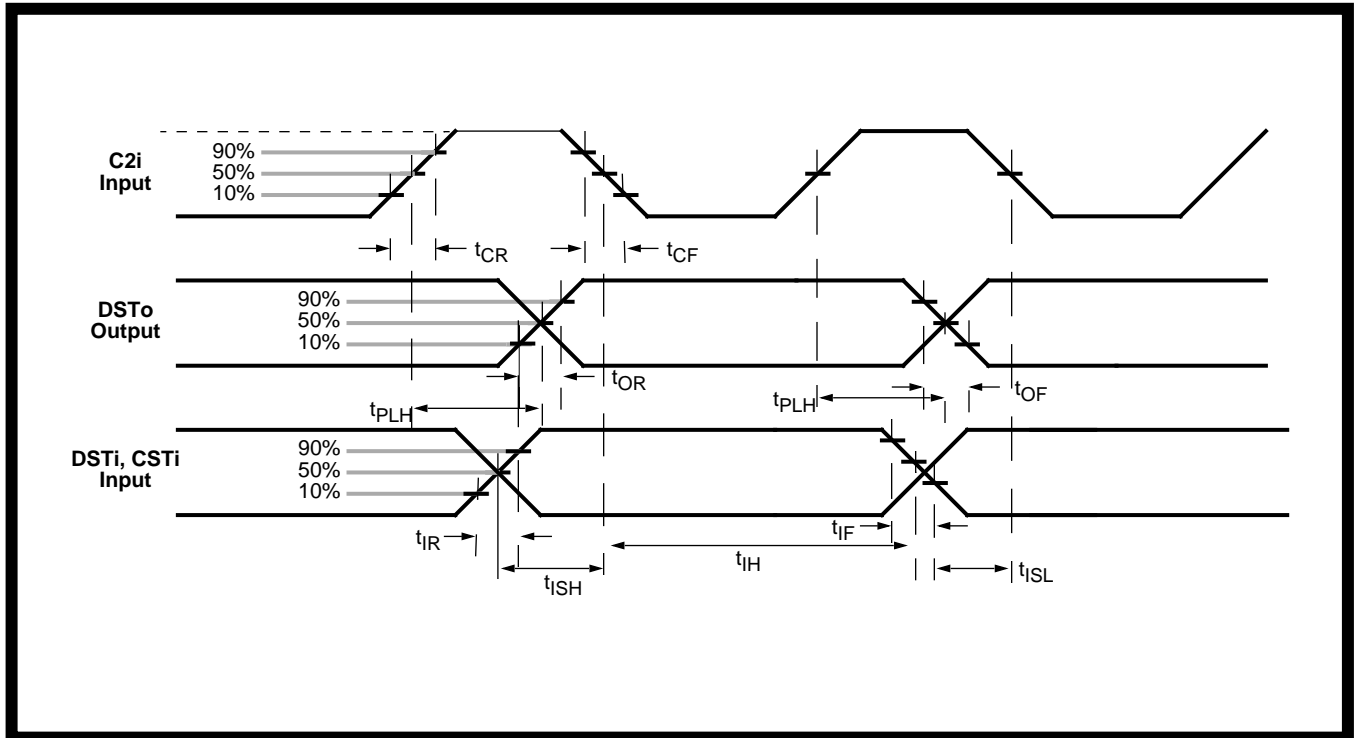 C2i
Input
90%
50%
10%
tCR
tCF
DSTo
Output
90%
50%
10%
tOR
tOF
tPLH
tPLH
DSTi, CSTi
Input
90%
50%
10%
tIR
tIF
tISH
tIH
tISL